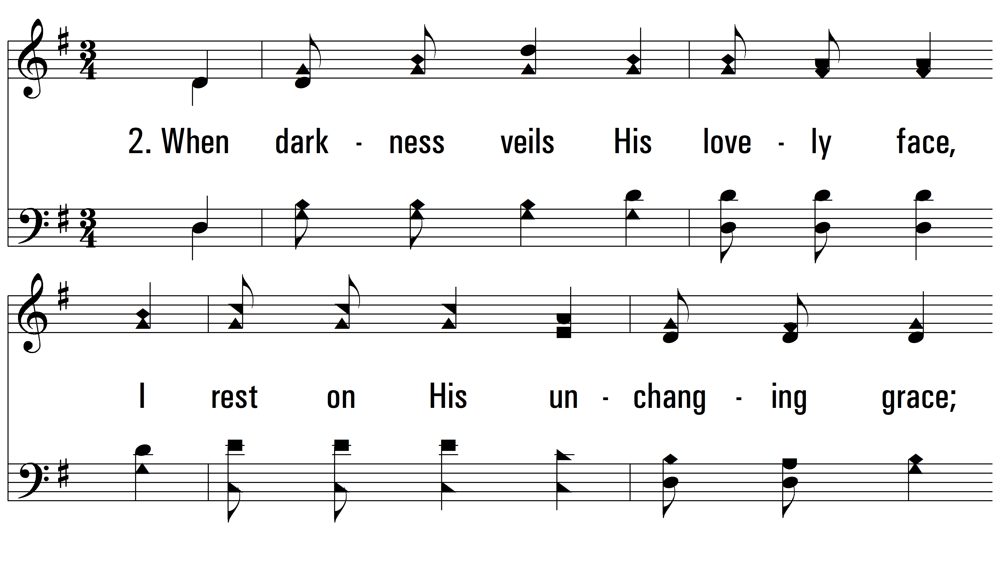 2. When dark - ness veils His love - ly face,
I rest on His un - chang - ing grace;